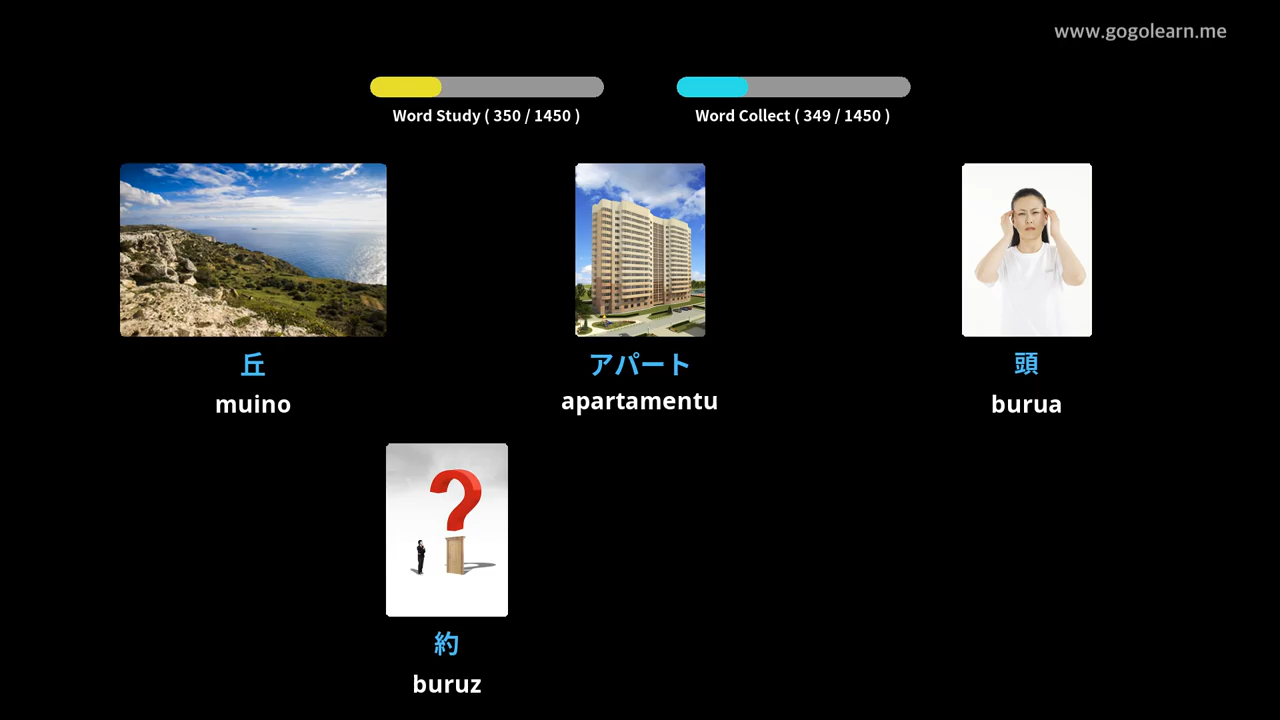 www.gogolearn.me
Word Study ( 350 / 1450 )
Word Collect ( 349 / 1450 )
丘
muino
アパート
apartamentu
頭
burua
約
buruz